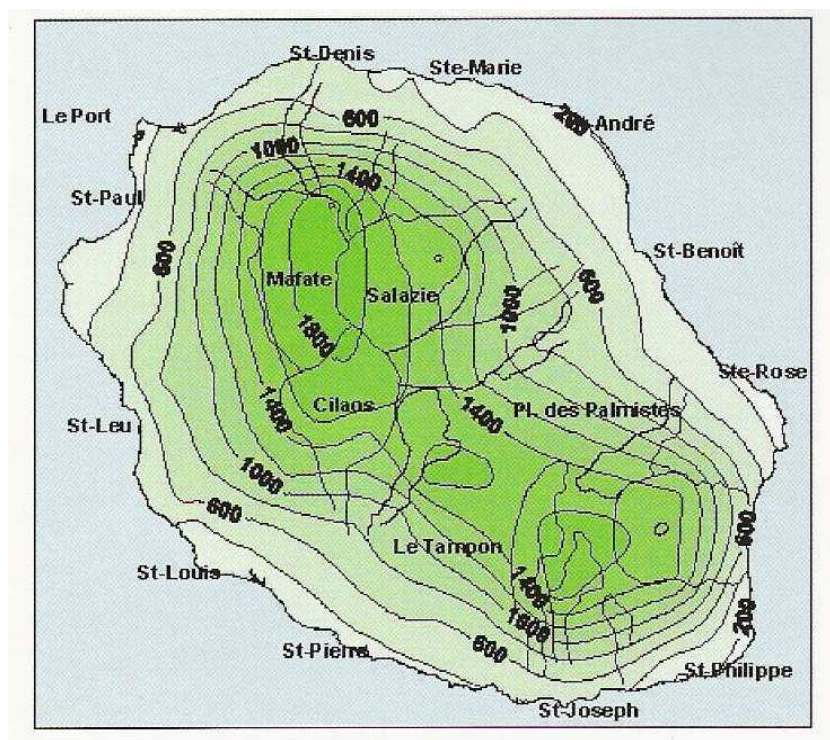 St-Denis
Ste-Marie
Le Port
600
200
André
1000
1400
St-Paul
St-Benoît
600
Mafate
Salazie
1000
600
1800
Ste-Rose
1400
Cilaos
1400
Pl. des Palmistes
St-Leu
1000
600
600
Le Tampon
St-Louis
1400
200
1000
St-Pierre
600
St-Philippe
St-Joseph